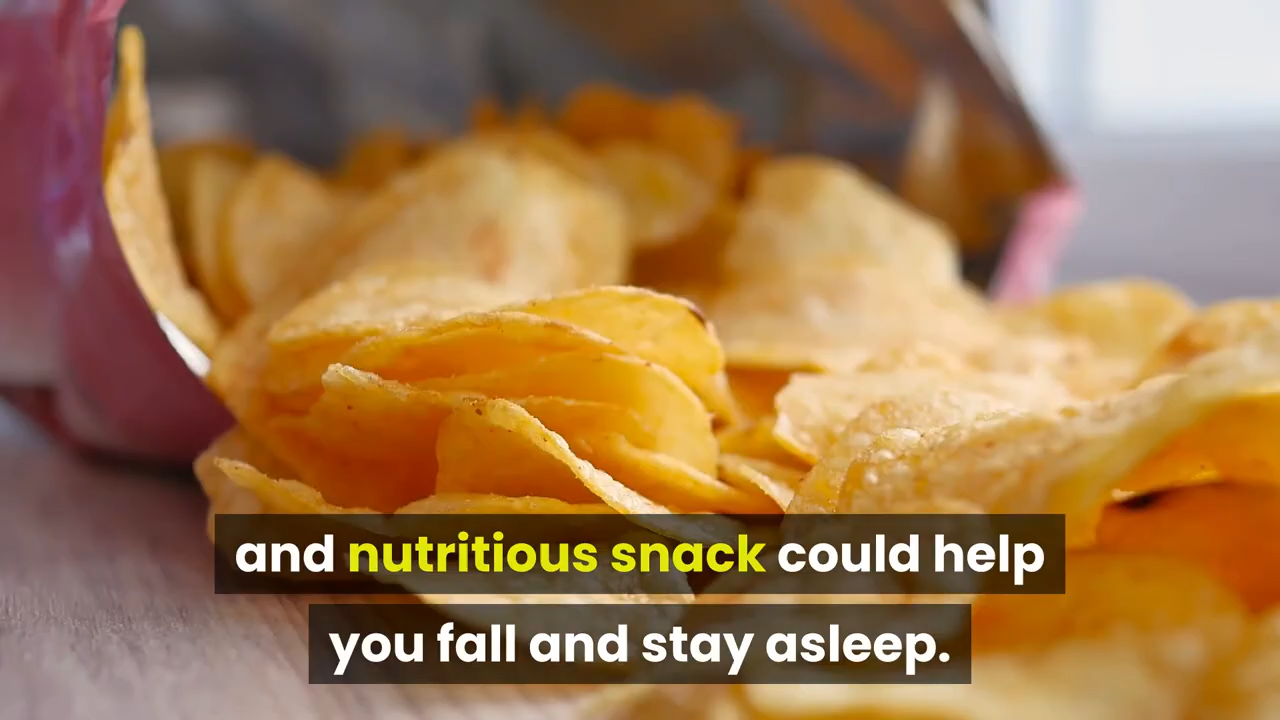 and nutritious snack could help
you fall and stay asleep.